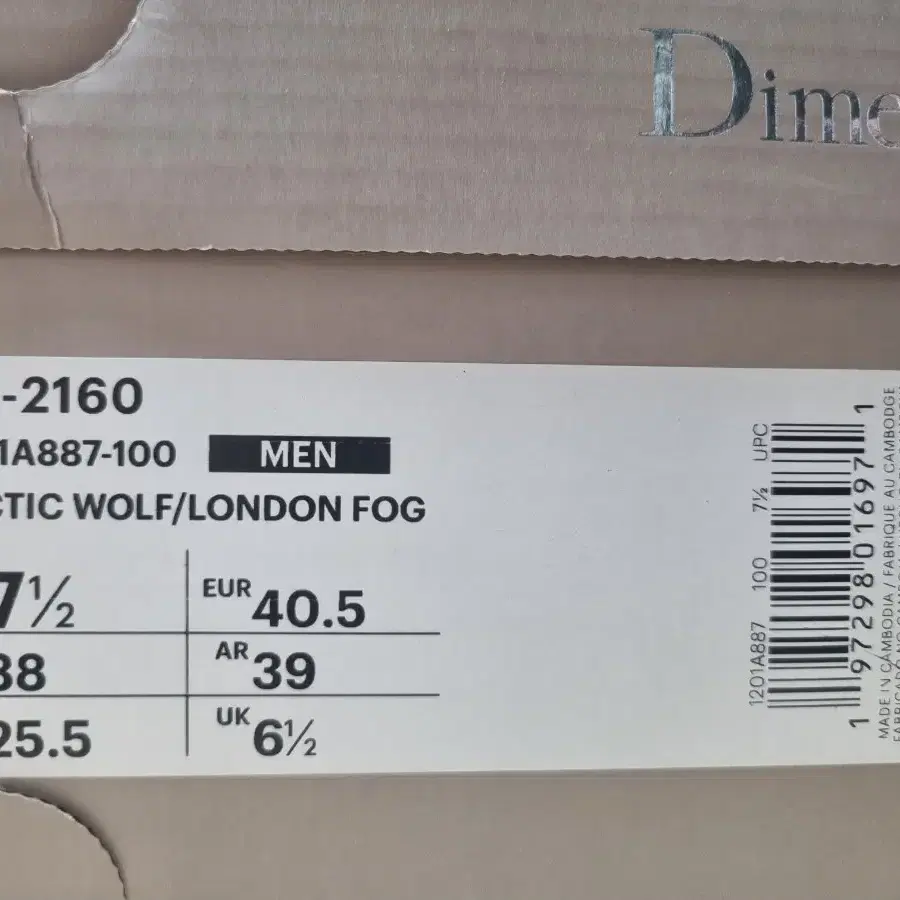 Dime
-2160
1A887-100 MEN
CTIC WOLF/LONDON FOG
7½ EUR 40.5
38 AR 39
25.5 UK 6½
1201A887 100 7½ UPC
1 97298 01697 1
MADE IN CAMBODIA / FABRIQUE AU CAMBODGE